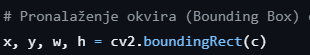 # Pronalaženje okvira (Bounding Box)
x, y, w, h = cv2.boundingRect(c)